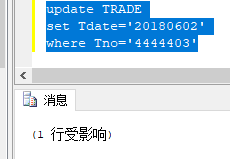 update TRADE
set Tdate='20180602'
where Tno='4444403'
消息
(1 行受影响)